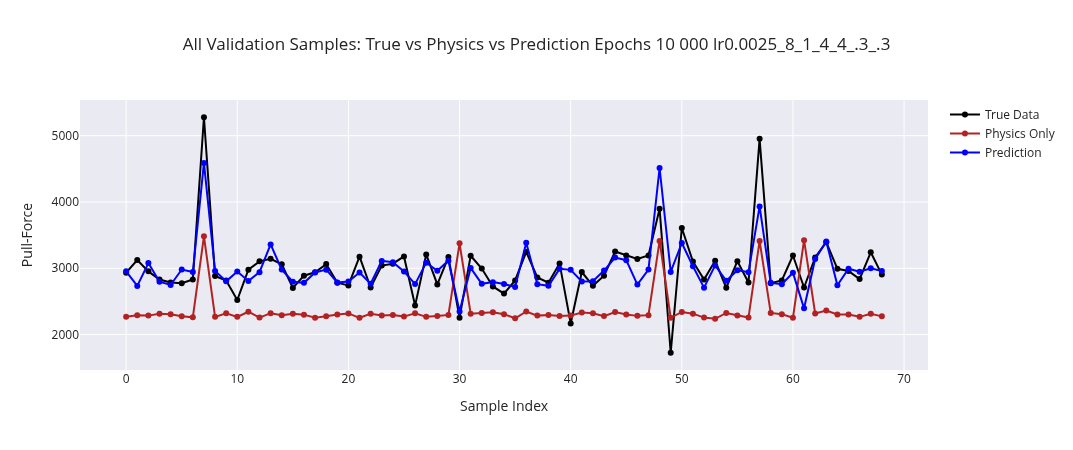 All Validation Samples: True vs Physics vs Prediction Epochs 10 000 lr0.0025_8_1_4_4_.3_.3
True Data
Physics Only
Prediction
Pull-Force
5000
4000
3000
2000
0 10 20 30 40 50 60 70
Sample Index